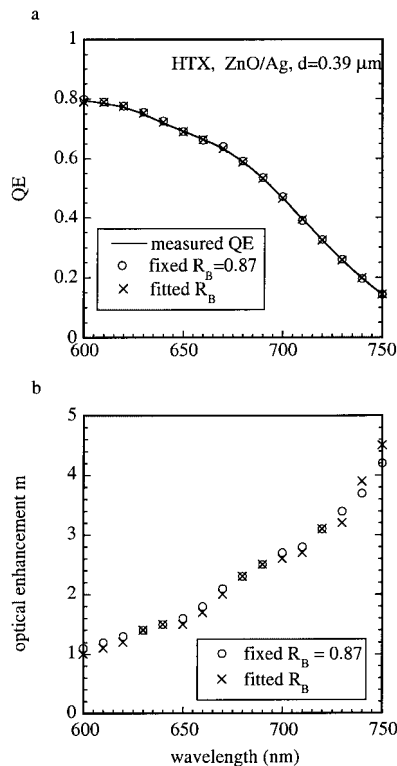 a
1
HTX, ZnO/Ag, d=0.39 μm
0.8
0.6
QE
0.4
measured QE
fixed R_B=0.87
0.2
fitted R_B
0
600 650 700 750
b
5
4
3
optical enhancement m
2
1
fixed R_B = 0.87
fitted R_B
0
600 650 700 750
wavelength (nm)